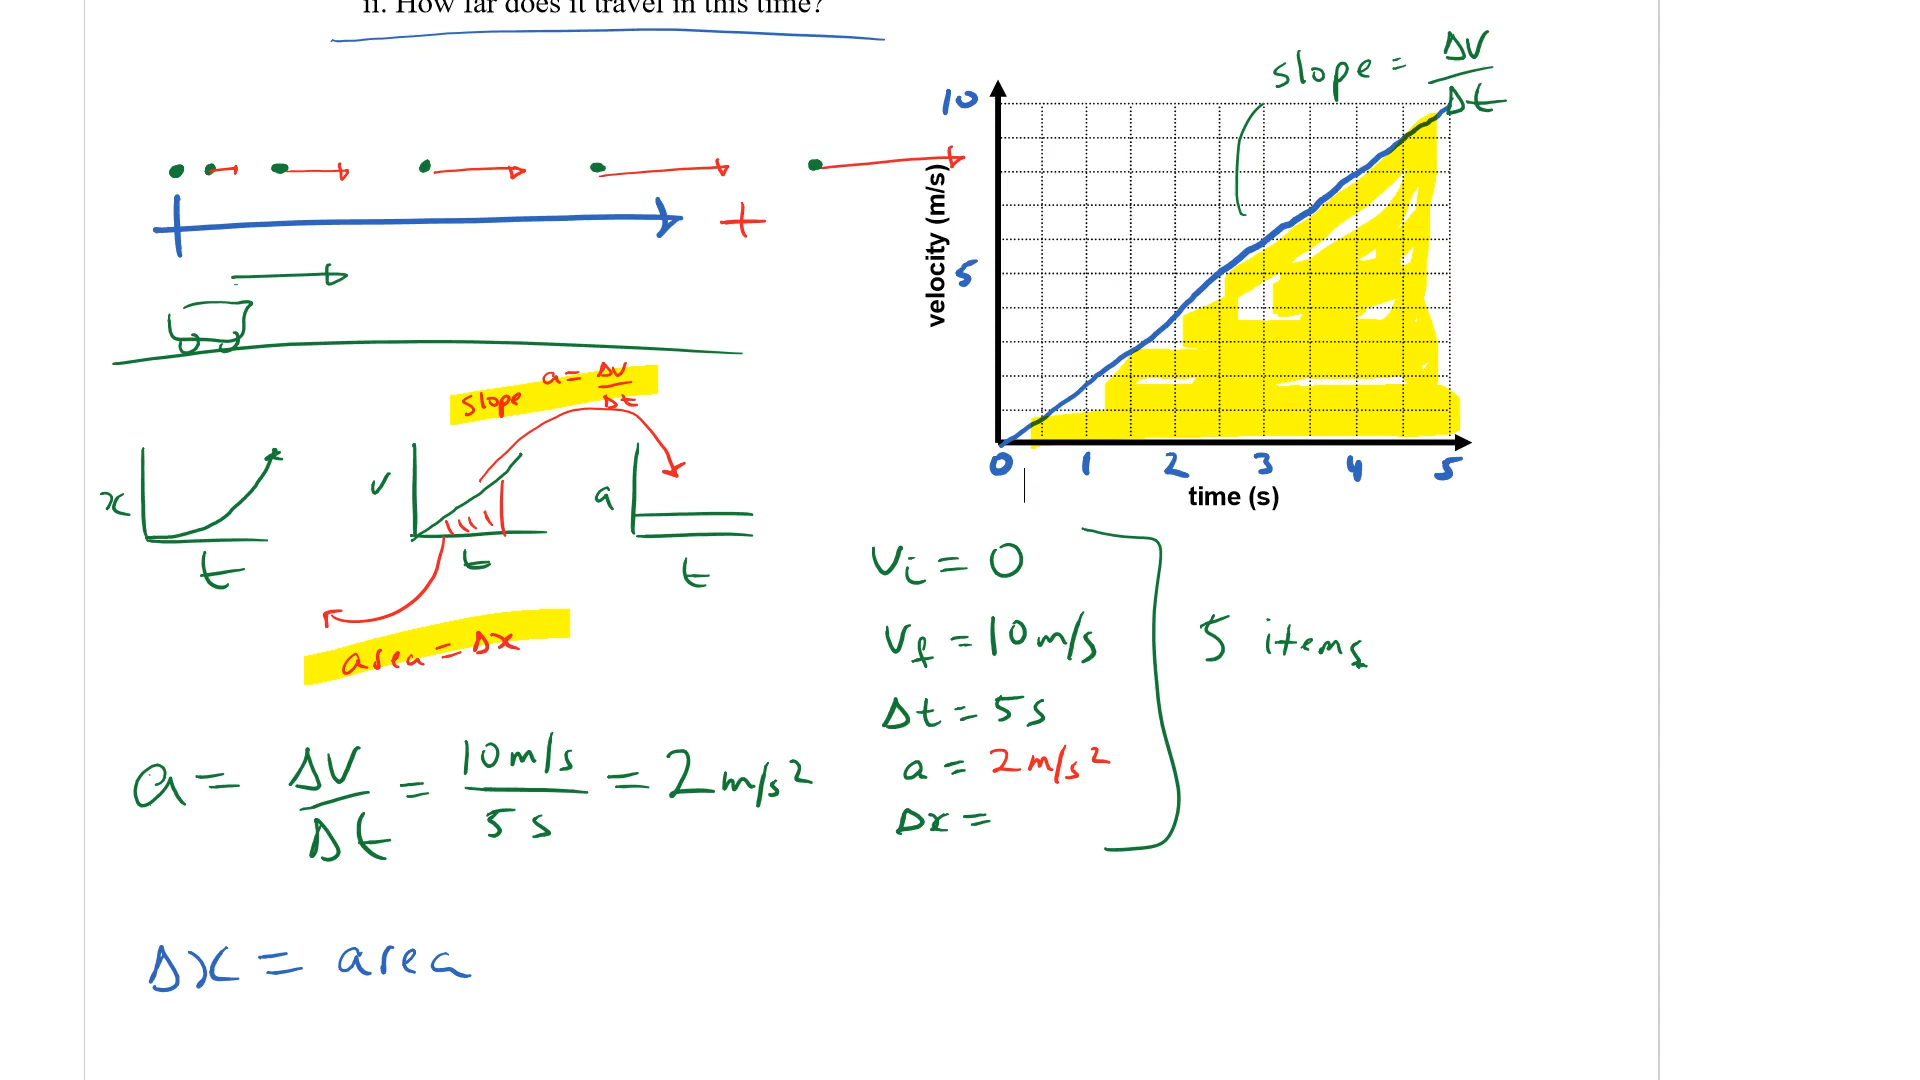 ii. How far does it travel in this time?
slope = ΔV/Δt
10
velocity (m/s)
5
0 1 2 3 4 5
time (s)
+
slope a = ΔV/Δt
x
t
v
t
a
t
area = Δx
Vi = 0
Vf = 10 m/s
Δt = 5 s
a = 2 m/s²
Δx =
5 items
a = ΔV/Δt = 10 m/s / 5 s = 2 m/s²
Δx = area